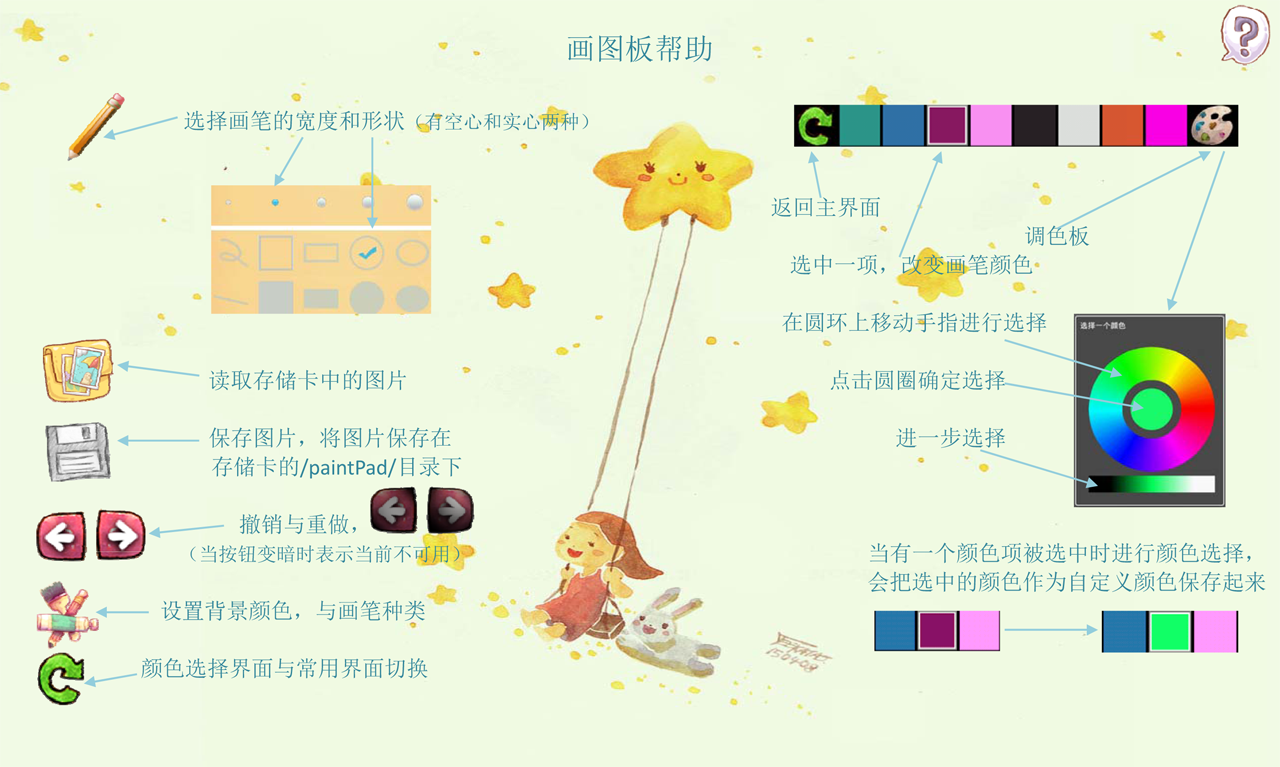 画图板帮助
选择画笔的宽度和形状（有空心和实心两种）
读取存储卡中的图片
保存图片，将图片保存在
存储卡的/paintPad/目录下
撤销与重做，
（当按钮变暗时表示当前不可用）
设置背景颜色，与画笔种类
颜色选择界面与常用界面切换
返回主界面
调色板
选中一项，改变画笔颜色
在圆环上移动手指进行选择
选择一个颜色
点击圆圈确定选择
进一步选择
当有一个颜色项被选中时进行颜色选择，
会把选中的颜色作为自定义颜色保存起来